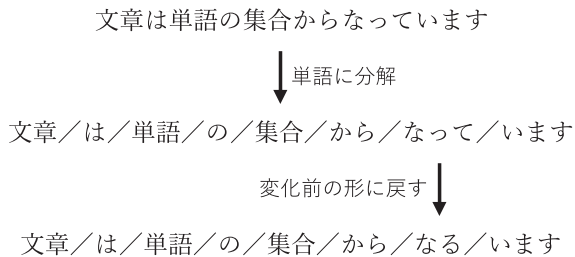 文章は単語の集合からなっています
単語に分解
文章／は／単語／の／集合／から／なって／います
変化前の形に戻す
文章／は／単語／の／集合／から／なる／います